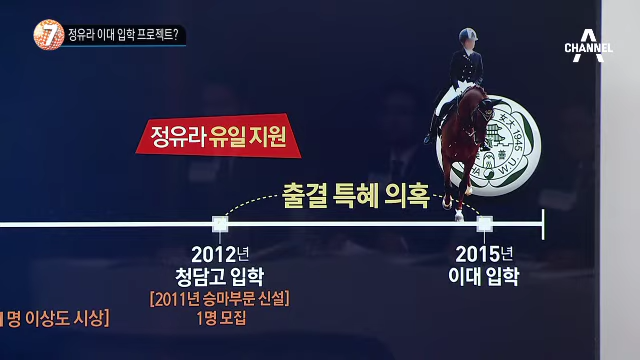 7
정유라 이대 입학 프로젝트?
CHANNEL A
정유라 유일 지원
출결 특혜 의혹
1945
WU
2012년
청담고 입학
[2011년 승마부문 신설]
1명 모집
2015년
이대 입학
명 이상도 시상]